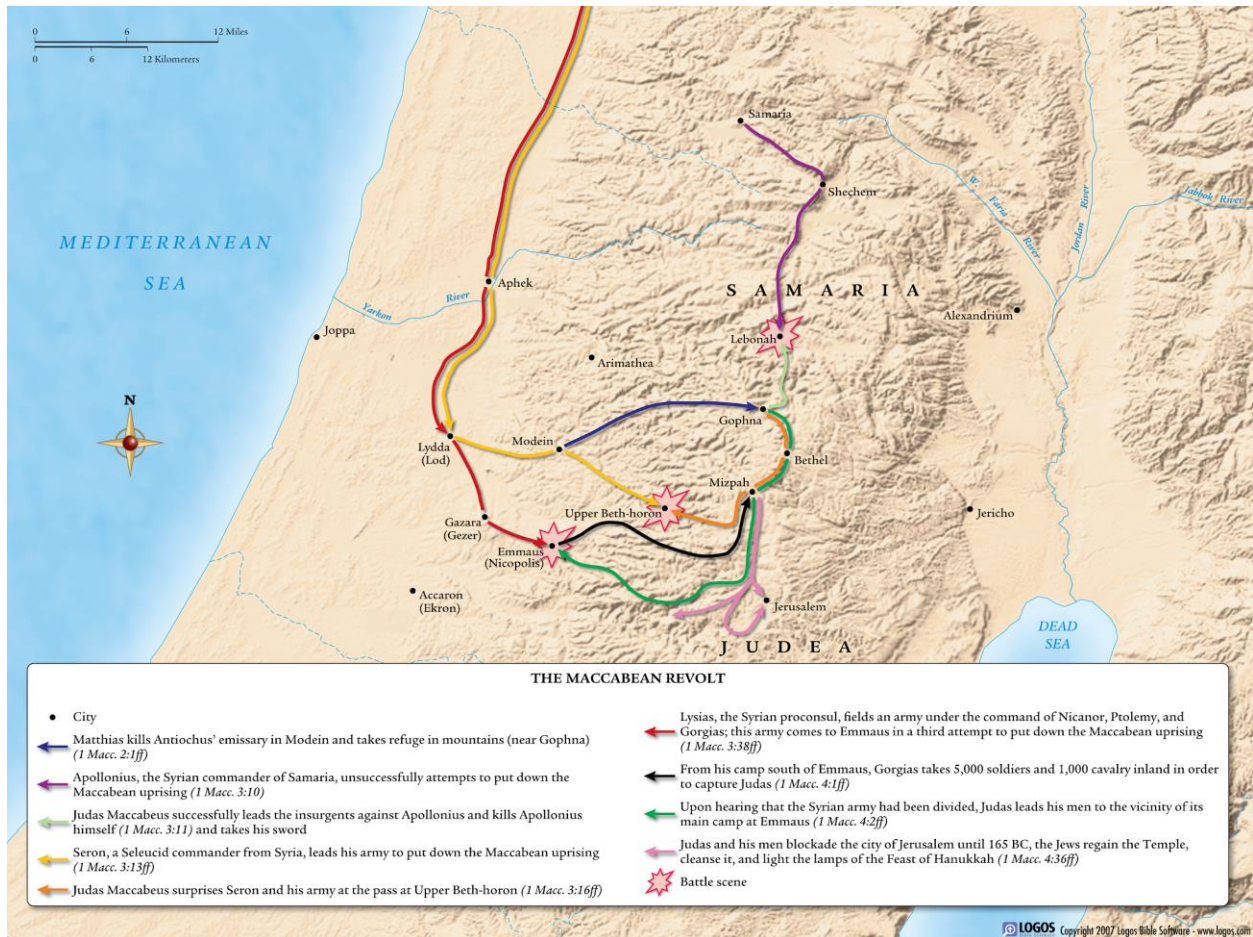 0 6 12 Miles
0 6 12 Kilometers
Samaria
Shechem
W. Faria River
Jordan River
Jabbok River
MEDITERRANEAN
SEA
Aphek
SAMARIA
Yarkon River
Joppa
Alexandrium
Lebonah
Arimathea
N
Gophna
Lydda
(Lod)
Modein
Bethel
Mizpah
Upper Beth-horon
Jericho
Gazara
(Gezer)
Emmaus
(Nicopolis)
Accaron
(Ekron)
Jerusalem
DEAD
SEA
JUDEA
THE MACCABEAN REVOLT
City
Matthias kills Antiochus' emissary in Modein and takes refuge in mountains (near Gophna)
(1 Macc. 2:1ff)
Apollonius, the Syrian commander of Samaria, unsuccessfully attempts to put down the
Maccabean uprising (1 Macc. 3:10)
Judas Maccabeus successfully leads the insurgents against Apollonius and kills Apollonius
himself (1 Macc. 3:11) and takes his sword
Seron, a Seleucid commander from Syria, leads his army to put down the Maccabean uprising
(1 Macc. 3:13ff)
Judas Maccabeus surprises Seron and his army at the pass at Upper Beth-horon (1 Macc. 3:16ff)
Lysias, the Syrian proconsul, fields an army under the command of Nicanor, Ptolemy, and
Gorgias; this army comes to Emmaus in a third attempt to put down the Maccabean uprising
(1 Macc. 3:38ff)
From his camp south of Emmaus, Gorgias takes 5,000 soldiers and 1,000 cavalry inland in order
to capture Judas (1 Macc. 4:1ff)
Upon hearing that the Syrian army had been divided, Judas leads his men to the vicinity of its
main camp at Emmaus (1 Macc. 4:2ff)
Judas and his men blockade the city of Jerusalem until 165 BC, the Jews regain the Temple,
cleanse it, and light the lamps of the Feast of Hanukkah (1 Macc. 4:36ff)
Battle scene
LOGOS Copyright 2007 Logos Bible Software - www.logos.com